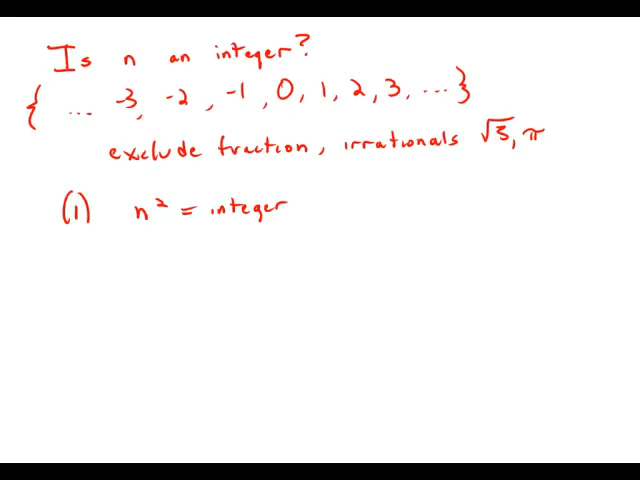 Is n an integer?
{ ... -3, -2, -1, 0, 1, 2, 3, ... }
exclude fraction, irrationals √3, π
(1) n² = integer